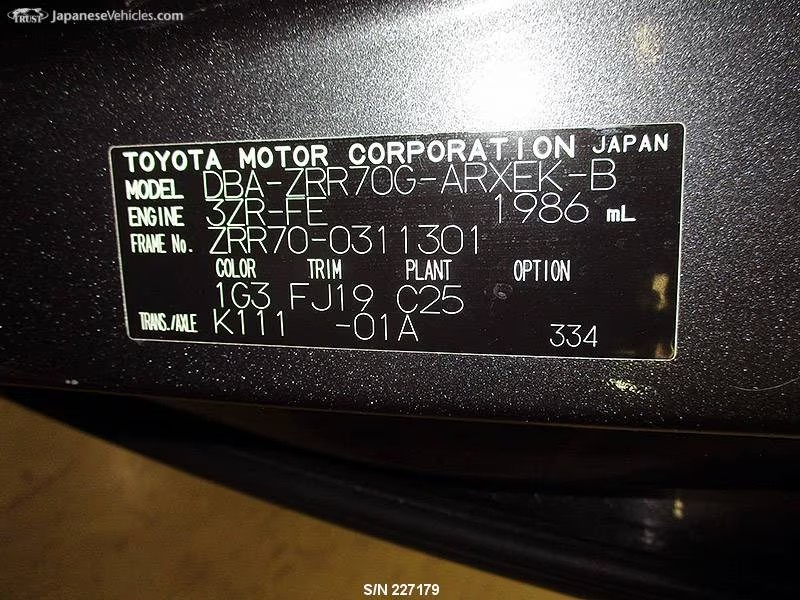 TRUST JapaneseVehicles.com
TOYOTA MOTOR CORPORATION JAPAN
MODEL DBA-ZRR70G-ARXEK-B
ENGINE 3ZR-FE 1986 mL
FRAME No. ZRR70-0311301
COLOR TRIM PLANT OPTION
1G3 FJ19 C25
TRANS./AXLE K111 -01A 334
S/N 227179